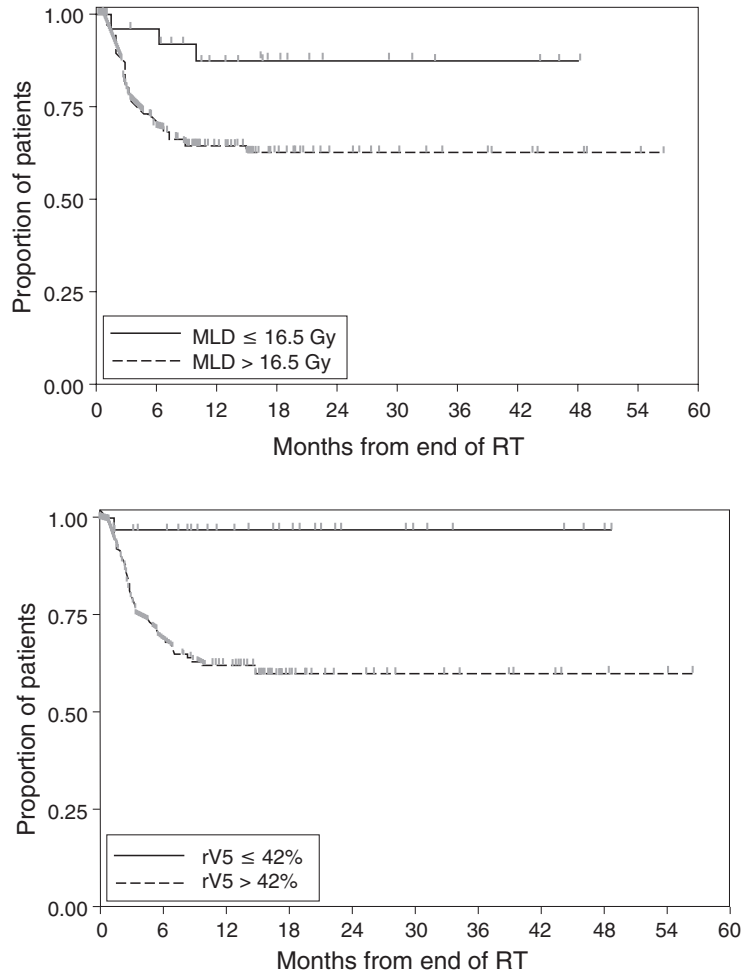 Proportion of patients
1.00
0.75
0.50
0.25
0.00
MLD ≤ 16.5 Gy
MLD > 16.5 Gy
0 6 12 18 24 30 36 42 48 54 60
Months from end of RT
Proportion of patients
1.00
0.75
0.50
0.25
0.00
rV5 ≤ 42%
rV5 > 42%
0 6 12 18 24 30 36 42 48 54 60
Months from end of RT